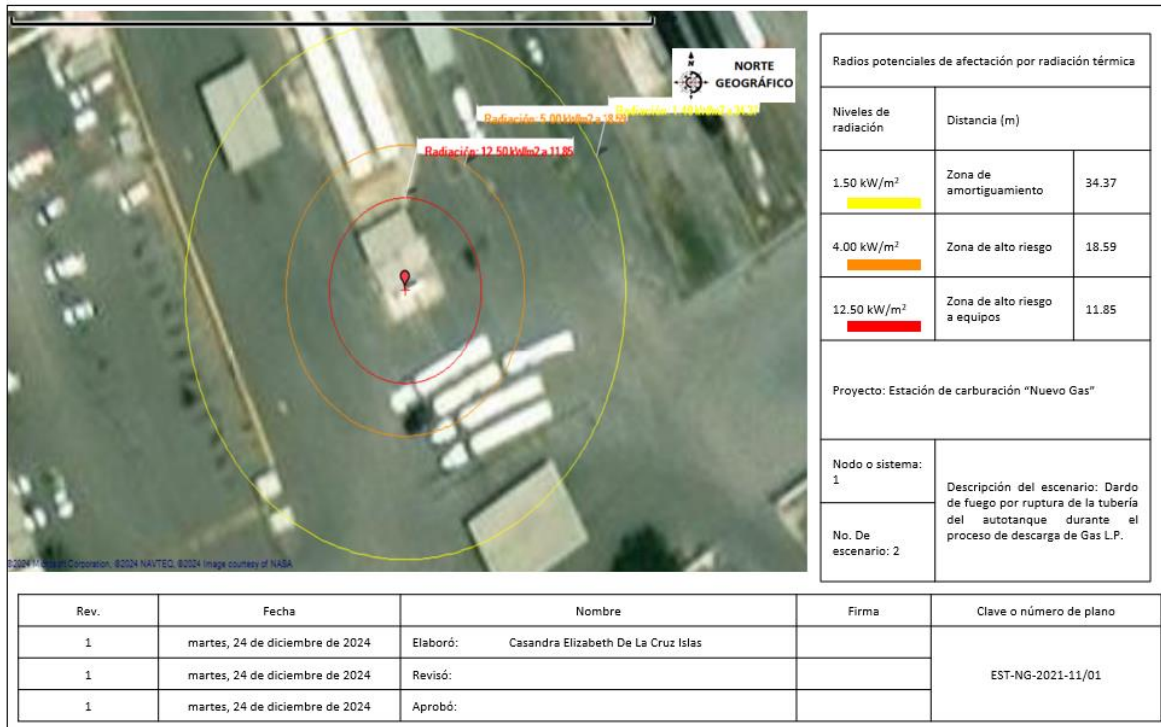 NORTE
GEOGRÁFICO
Radiación: 5.00 kW/m2 a 18.59
Radiación: 12.50 kW/m2 a 11.85
©2024 Microsoft Corporation, ©2024 NAVTEQ, ©2024 Image courtesy of NASA
Radios potenciales de afectación por radiación térmica
Niveles de
radiación
Distancia (m)
1.50 kW/m²
Zona de
amortiguamiento
34.37
4.00 kW/m²
Zona de alto riesgo
18.59
12.50 kW/m²
Zona de alto riesgo
a equipos
11.85
Proyecto: Estación de carburación “Nuevo Gas”
Nodo o sistema:
1
No. De
escenario: 2
Descripción del escenario: Dardo
de fuego por ruptura de la tubería
del autotanque durante el
proceso de descarga de Gas L.P.
Rev. Fecha Nombre Firma Clave o número de plano
1 martes, 24 de diciembre de 2024 Elaboró: Casandra Elizabeth De La Cruz Islas
1 martes, 24 de diciembre de 2024 Revisó:
EST-NG-2021-11/01
1 martes, 24 de diciembre de 2024 Aprobó: